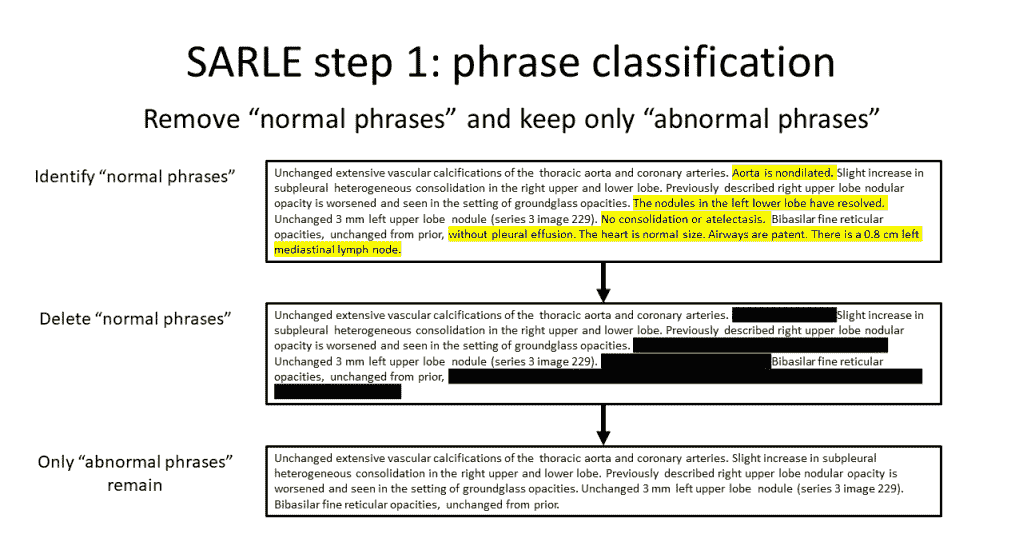 SARLE step 1: phrase classification
Remove “normal phrases” and keep only “abnormal phrases”
Identify “normal phrases”
Unchanged extensive vascular calcifications of the thoracic aorta and coronary arteries. Aorta is nondilated. Slight increase in
subpleural heterogeneous consolidation in the right upper and lower lobe. Previously described right upper lobe nodular
opacity is worsened and seen in the setting of groundglass opacities. The nodules in the left lower lobe have resolved.
Unchanged 3 mm left upper lobe nodule (series 3 image 229). No consolidation or atelectasis. Bibasilar fine reticular
opacities, unchanged from prior, without pleural effusion. The heart is normal size. Airways are patent. There is a 0.8 cm left
mediastinal lymph node.
Delete “normal phrases”
Unchanged extensive vascular calcifications of the thoracic aorta and coronary arteries. Slight increase in
subpleural heterogeneous consolidation in the right upper and lower lobe. Previously described right upper lobe nodular
opacity is worsened and seen in the setting of groundglass opacities.
Unchanged 3 mm left upper lobe nodule (series 3 image 229). Bibasilar fine reticular
opacities, unchanged from prior,
Only “abnormal phrases”
remain
Unchanged extensive vascular calcifications of the thoracic aorta and coronary arteries. Slight increase in subpleural
heterogeneous consolidation in the right upper and lower lobe. Previously described right upper lobe nodular opacity is
worsened and seen in the setting of groundglass opacities. Unchanged 3 mm left upper lobe nodule (series 3 image 229).
Bibasilar fine reticular opacities, unchanged from prior.